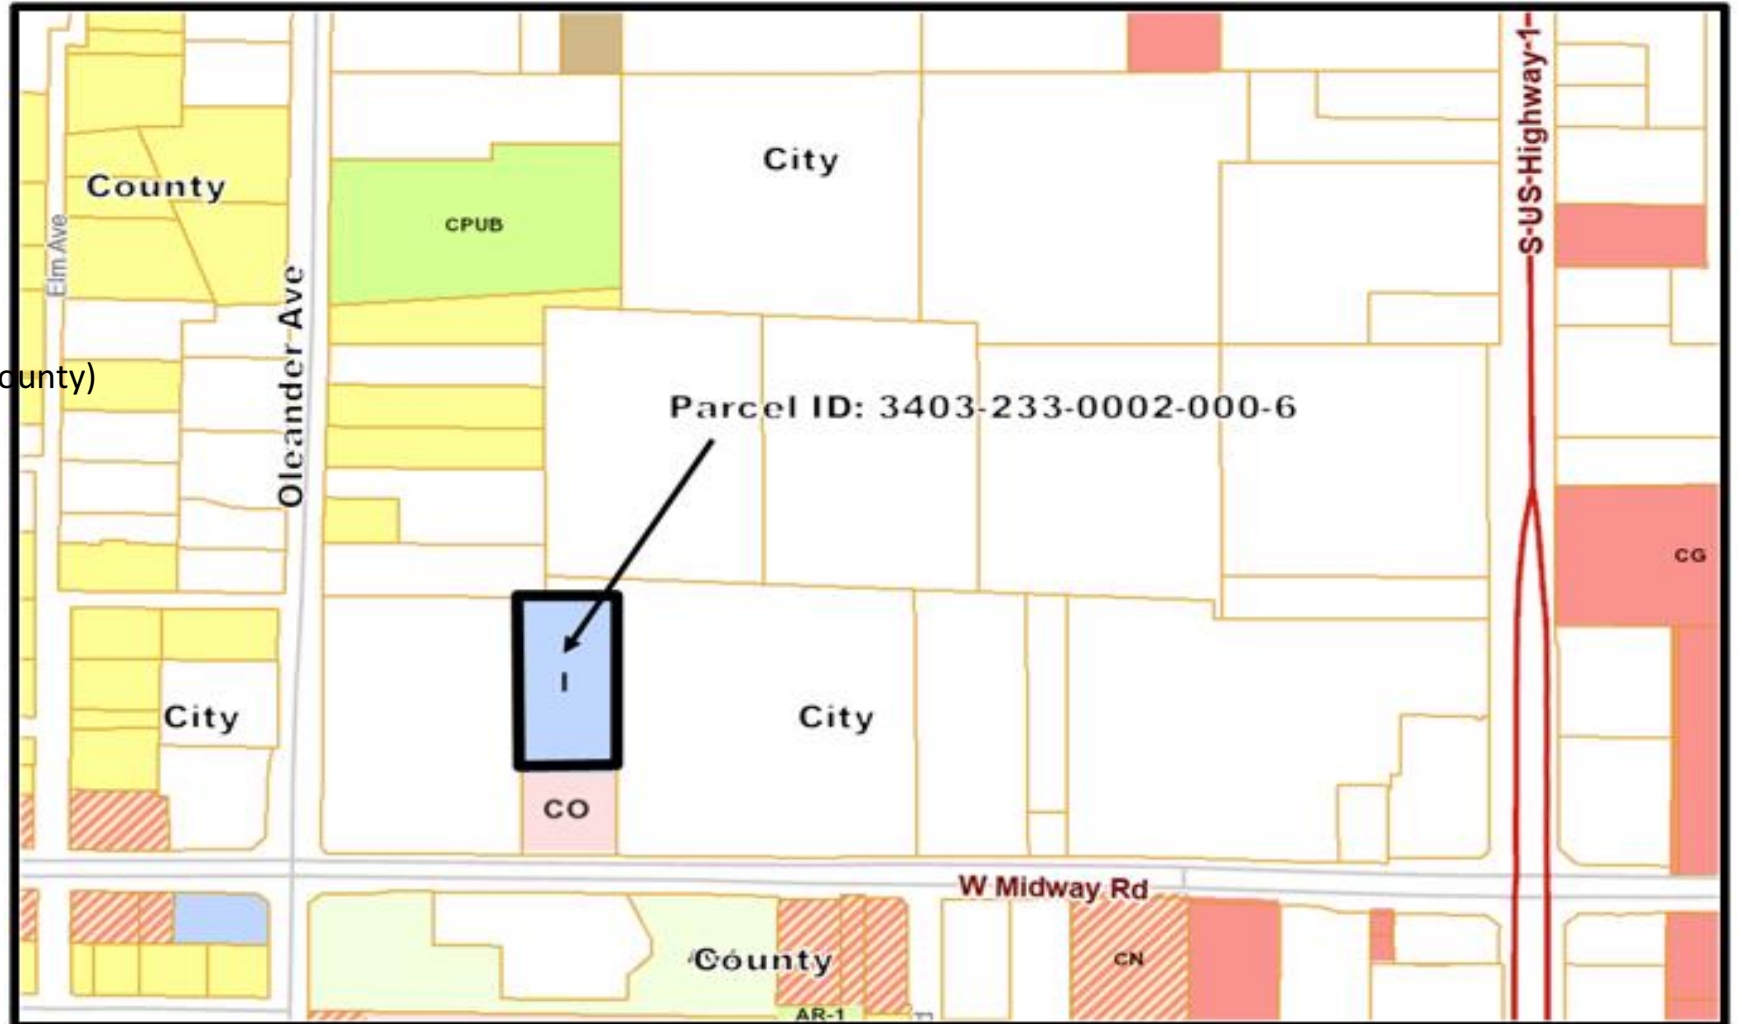 S-US-Highway-1
City
County
CPUB
Elm Ave
Oleander Ave
ounty)
Parcel ID: 3403-233-0002-000-6
CG
I
City
City
CO
W Midway Rd
County
CN
AR-1